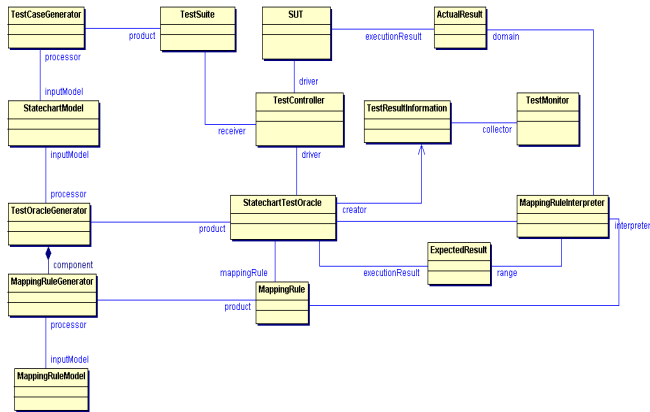 TestCaseGenerator
TestSuite
SUT
ActualResult
product
executionResult
domain
processor
driver
inputModel
StatechartModel
TestController
TestResultInformation
TestMonitor
receiver
collector
inputModel
driver
processor
TestOracleGenerator
StatechartTestOracle
MappingRuleInterpreter
creator
product
interpreter
component
ExpectedResult
mappingRule
executionResult
range
MappingRuleGenerator
MappingRule
product
processor
inputModel
MappingRuleModel